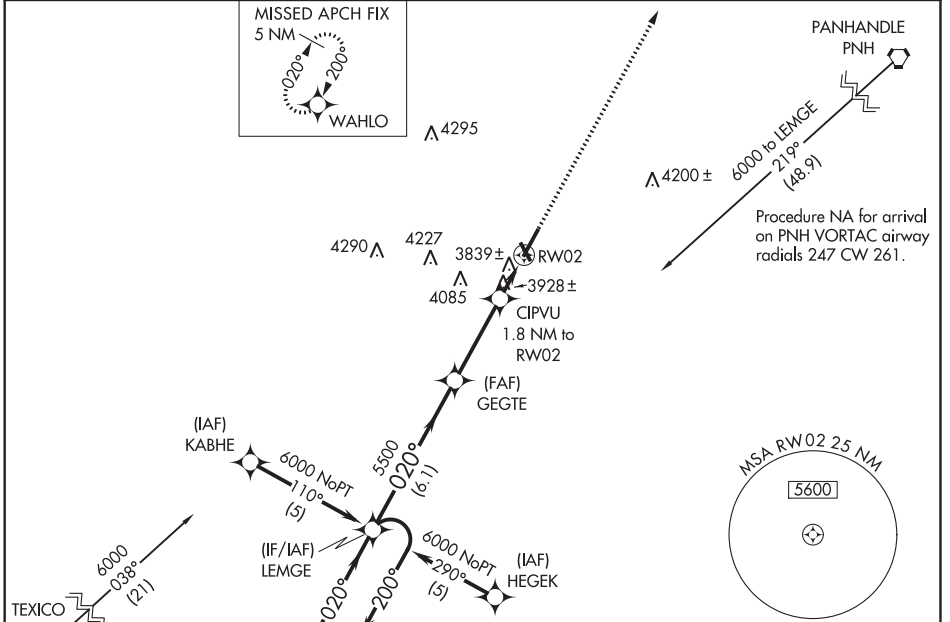 MISSED APCH FIX
5 NM
020°
200°
WAHLO
PANHANDLE
PNH
6000 to LEMGE
219°
(48.9)
4295
4200 ±
Procedure NA for arrival
on PNH VORTAC airway
radials 247 CW 261.
4290
4227
3839 ±
RW02
4085
3928 ±
CIPVU
1.8 NM to
RW02
(FAF)
GEGTE
(IAF)
KABHE
5500
020°
(6.1)
6000 NoPT
110°
(5)
MSA RW02 25 NM
5600
(IF/IAF)
LEMGE
6000 NoPT
290°
(5)
(IAF)
HEGEK
6000
038°
(21)
TEXICO
020°
200°